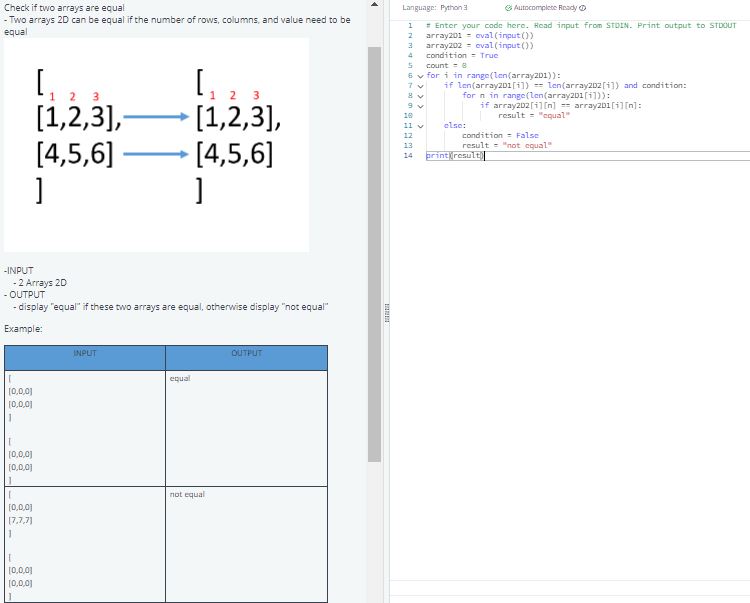 Check if two arrays are equal
- Two arrays 2D can be equal if the number of rows, columns, and value need to be
equal
[
1 2 3
[1,2,3],
[4,5,6]
]
[
1 2 3
[1,2,3],
[4,5,6]
]
-INPUT
- 2 Arrays 2D
- OUTPUT
- display "equal" if these two arrays are equal, otherwise display "not equal"
Example:
INPUT OUTPUT
[
[0,0,0]
[0,0,0]
]
[
[0,0,0]
[0,0,0]
]
equal
[
[0,0,0]
[7,7,7]
]
[
[0,0,0]
[0,0,0]
]
not equal
Language: Python 3 Autocomplete Ready
1 # Enter your code here. Read input from STDIN. Print output to STDOUT
2 array2D1 = eval(input())
3 array2D2 = eval(input())
4 condition = True
5 count = 0
6 for i in range(len(array2D1)):
7 if len(array2D1[i]) == len(array2D2[i]) and condition:
8 for n in range(len(array2D1[i])):
9 if array2D2[i][n] == array2D1[i][n]:
10 result = "equal"
11 else:
12 condition = False
13 result = "not equal"
14 print(result)